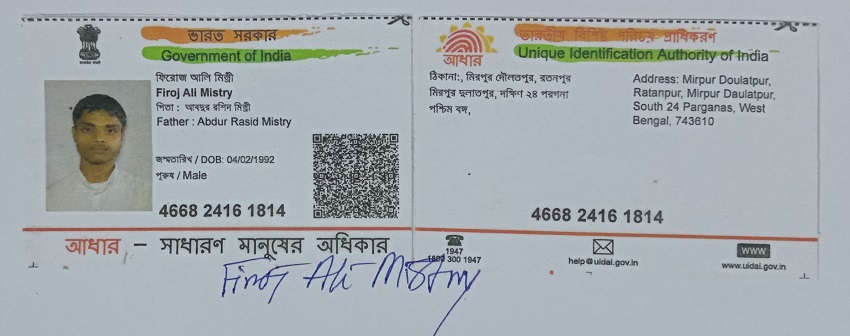 ভারত সরকার
Government of India
ফিরোজ আলি মিস্ত্রী
Firoj Ali Mistry
পিতা : আবদুর রশিদ মিস্ত্রী
Father : Abdur Rasid Mistry
জন্মতারিখ / DOB: 04/02/1992
পুরুষ / Male
4668 2416 1814
আধার – সাধারণ মানুষের অধিকার
ভারতীয় বিশিষ্ট পরিচয় প্রাধিকরণ
Unique Identification Authority of India
আধার
ঠিকানা:, মিরপুর দৌলতপুর, রতনপুর
মিরপুর দুলাতপুর, দক্ষিণ ২৪ পরগনা
পশ্চিম বঙ্গ,
Address: Mirpur Doulatpur,
Ratanpur, Mirpur Daulatpur,
South 24 Parganas, West
Bengal, 743610
4668 2416 1814
1947
1800 300 1947
help@uidai.gov.in
www
www.uidai.gov.in
Firoj Ali Mistry